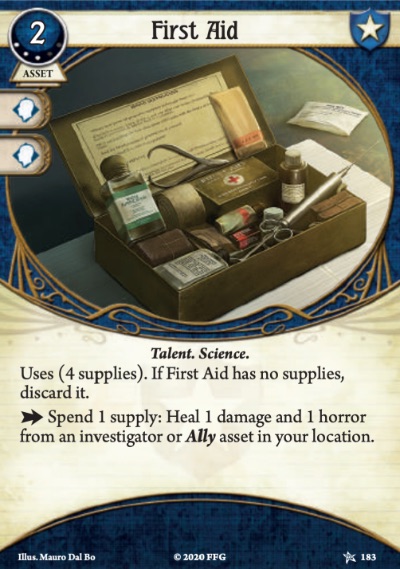 2
First Aid
ASSET
Talent. Science.
Uses (4 supplies). If First Aid has no supplies,
discard it.
Spend 1 supply: Heal 1 damage and 1 horror
from an investigator or Ally asset in your location.
Illus. Mauro Dal Bo
© 2020 FFG
183